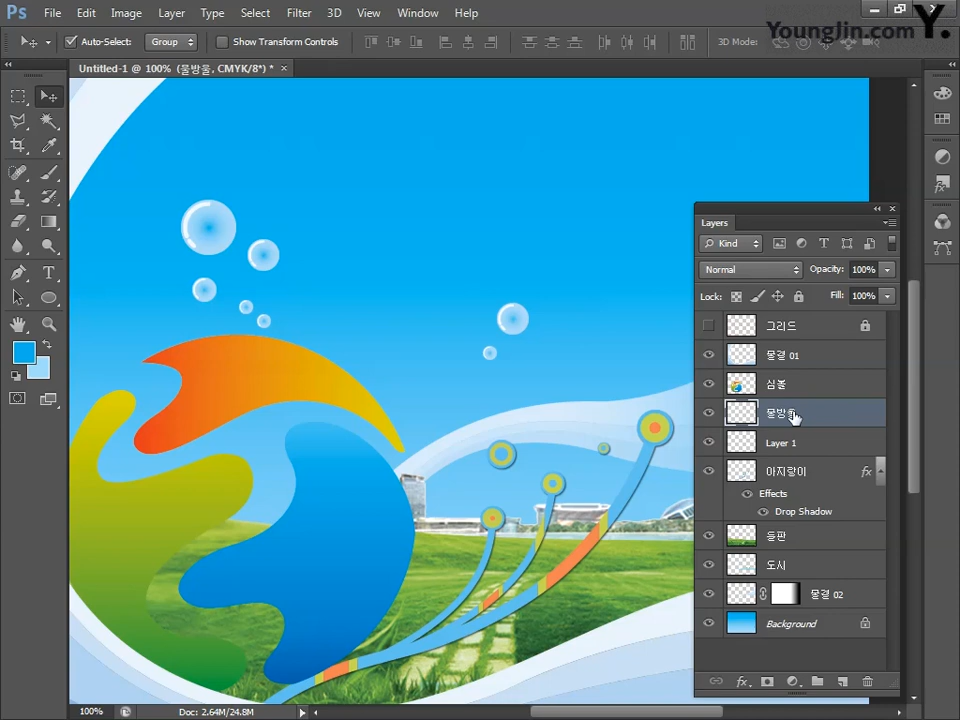 Ps File Edit Image Layer Type Select Filter 3D View Window Help
YoungJin.com Y.
Auto-Select: Group Show Transform Controls 3D Mode:
Untitled-1 @ 100% (물방울, CMYK/8*) * ×
Layers
Kind
Normal Opacity: 100%
Lock: Fill: 100%
그리드
물결 01
심볼
물방울
Layer 1
아지랑이 fx
Effects
Drop Shadow
들판
도시
물결 02
Background
100% Doc: 2.64M/24.8M